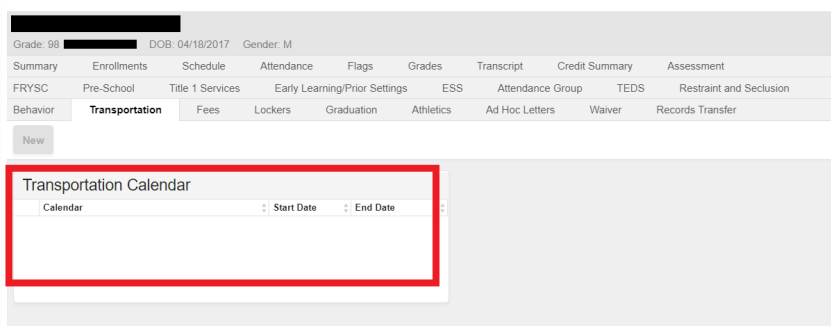 Grade: 98 DOB: 04/18/2017 Gender: M
Summary Enrollments Schedule Attendance Flags Grades Transcript Credit Summary Assessment
FRYSC Pre-School Title 1 Services Early Learning/Prior Settings ESS Attendance Group TEDS Restraint and Seclusion
Behavior Transportation Fees Lockers Graduation Athletics Ad Hoc Letters Waiver Records Transfer
New
Transportation Calendar
Calendar Start Date End Date